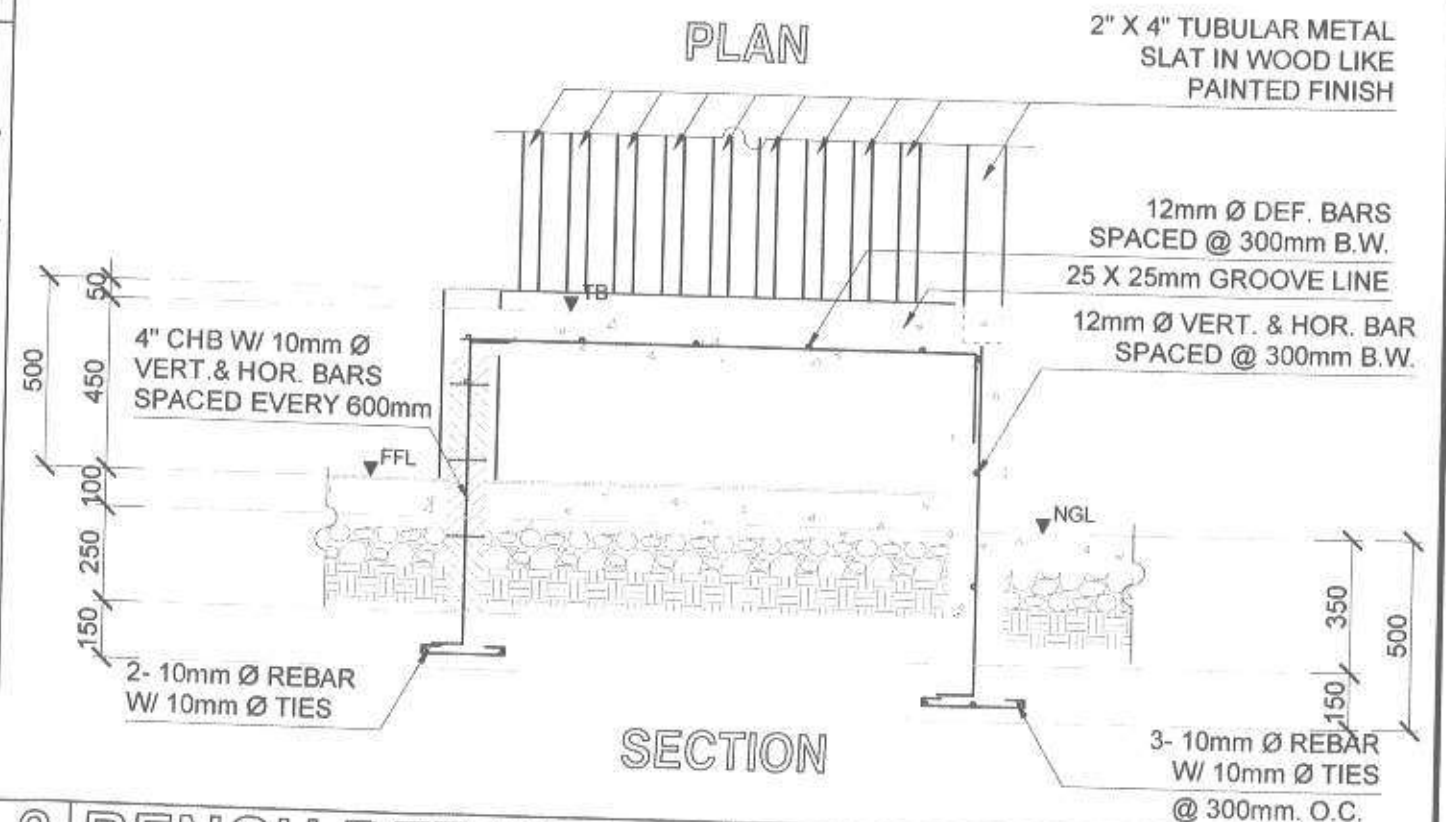 PLAN
2" X 4" TUBULAR METAL
SLAT IN WOOD LIKE
PAINTED FINISH
12mm Ø DEF. BARS
SPACED @ 300mm B.W.
25 X 25mm GROOVE LINE
12mm Ø VERT. & HOR. BAR
SPACED @ 300mm B.W.
TB
50
500
450
4" CHB W/ 10mm Ø
VERT.& HOR. BARS
SPACED EVERY 600mm
FFL
100
250
150
NGL
350
500
150
2- 10mm Ø REBAR
W/ 10mm Ø TIES
SECTION
3- 10mm Ø REBAR
W/ 10mm Ø TIES
@ 300mm. O.C.